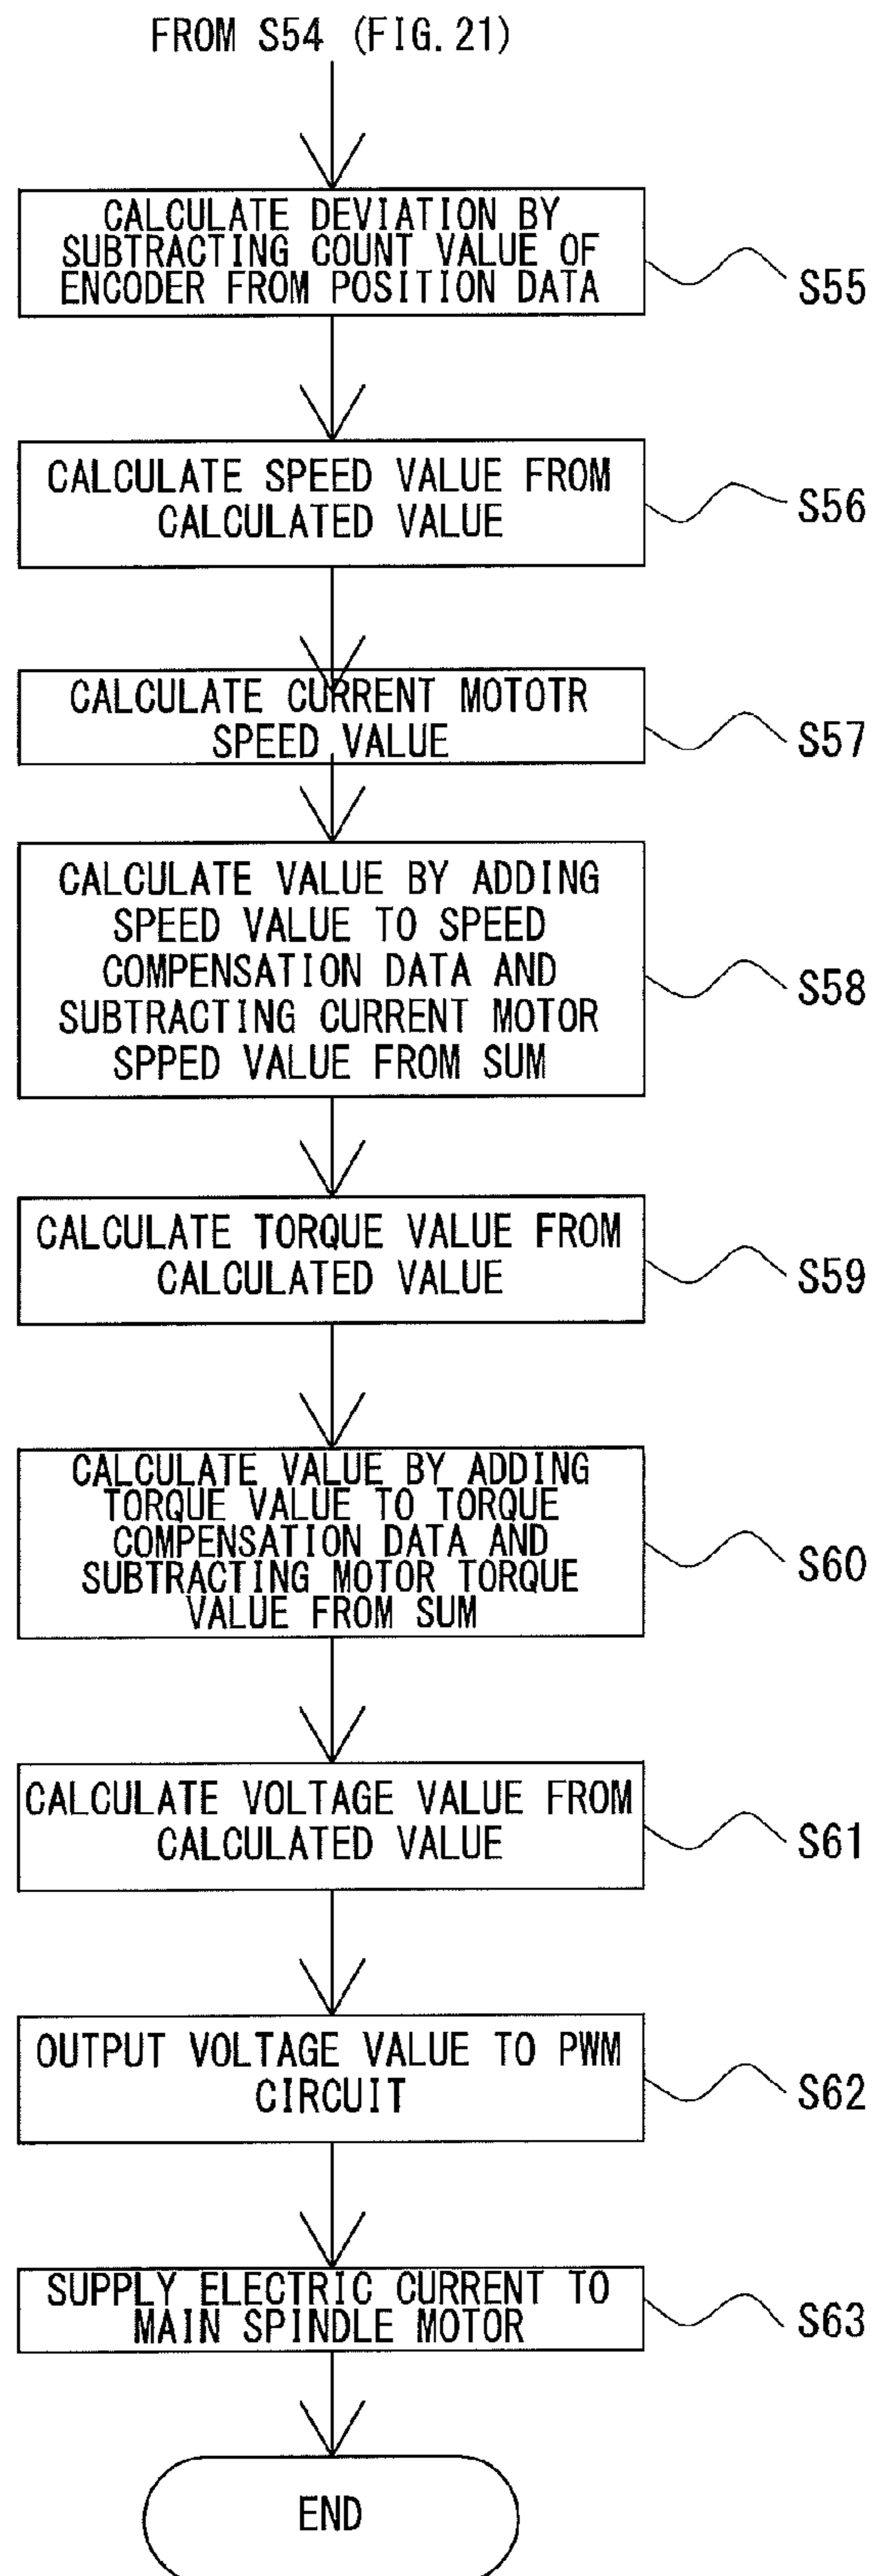 FROM S54 (FIG.21)
CALCULATE DEVIATION BY
SUBTRACTING COUNT VALUE OF
ENCODER FROM POSITION DATA
S55
CALCULATE SPEED VALUE FROM
CALCULATED VALUE
S56
CALCULATE CURRENT MOTOTR
SPEED VALUE
S57
CALCULATE VALUE BY ADDING
SPEED VALUE TO SPEED
COMPENSATION DATA AND
SUBTRACTING CURRENT MOTOR
SPPED VALUE FROM SUM
S58
CALCULATE TORQUE VALUE FROM
CALCULATED VALUE
S59
CALCULATE VALUE BY ADDING
TORQUE VALUE TO TORQUE
COMPENSATION DATA AND
SUBTRACTING MOTOR TORQUE
VALUE FROM SUM
S60
CALCULATE VOLTAGE VALUE FROM
CALCULATED VALUE
S61
OUTPUT VOLTAGE VALUE TO PWM
CIRCUIT
S62
SUPPLY ELECTRIC CURRENT TO
MAIN SPINDLE MOTOR
S63
END